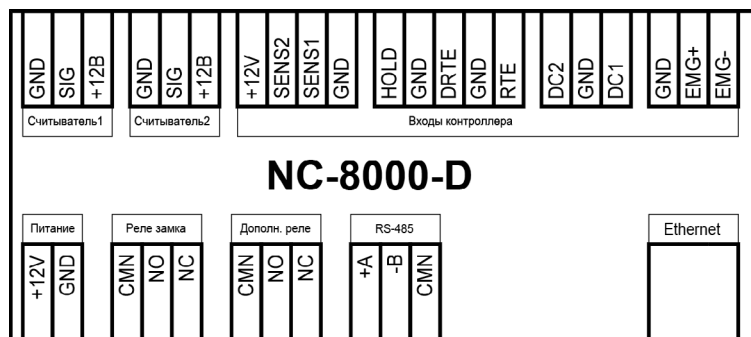 GND SIG +12В GND SIG +12В +12V SENS2 SENS1 GND HOLD GND DRTE GND RTE DC2 GND DC1 GND EMG+ EMG-
Считыватель1 Считыватель2 Входы контроллера
NC-8000-D
Питание Реле замка Дополн. реле RS-485 Ethernet
+12V GND CMN NO NC CMN NO NC +A -B CMN